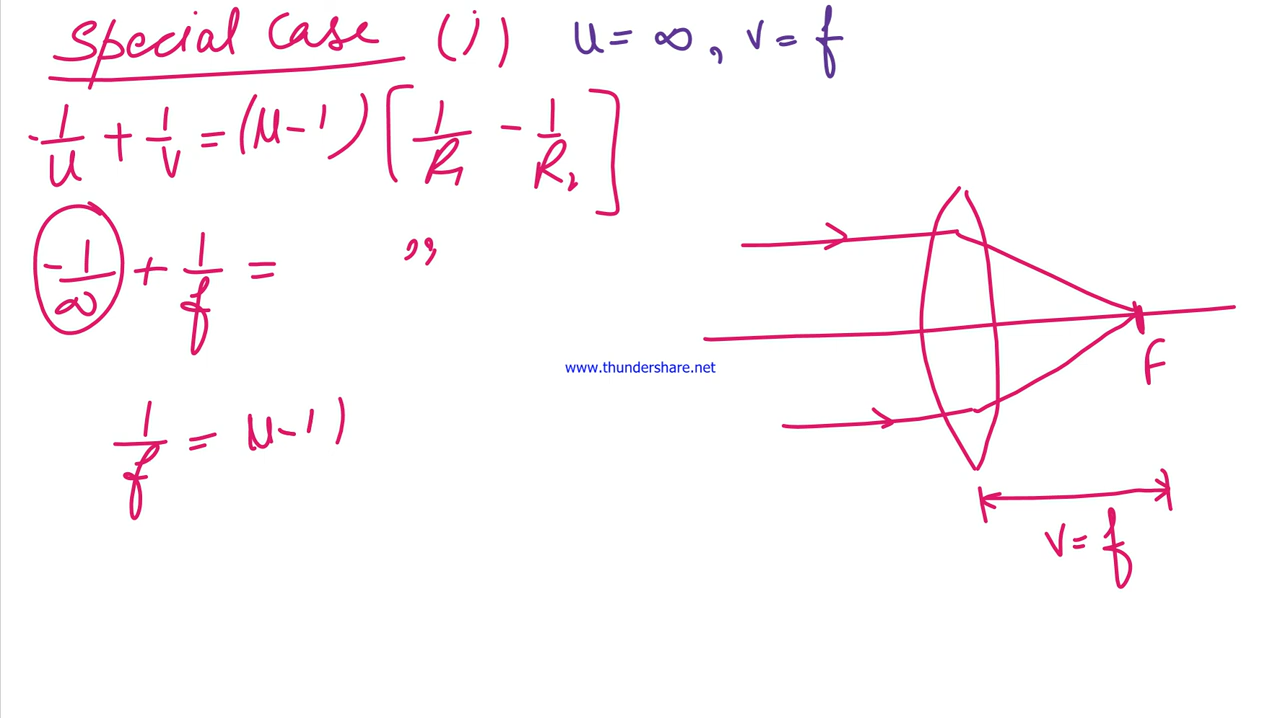 Special Case (i) u = ∞, v = f
-1/u + 1/v = (μ-1) [1/R₁ - 1/R₂]
-1/∞ + 1/f = ,,
www.thundershare.net
F
1/f = μ-1)
v = f